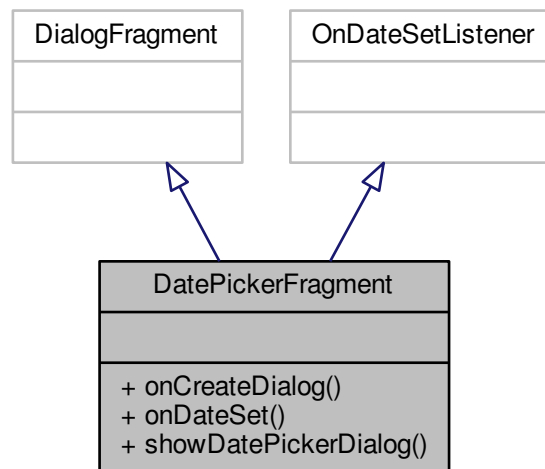 DialogFragment
OnDateSetListener
DatePickerFragment
+ onCreateDialog()
+ onDateSet()
+ showDatePickerDialog()